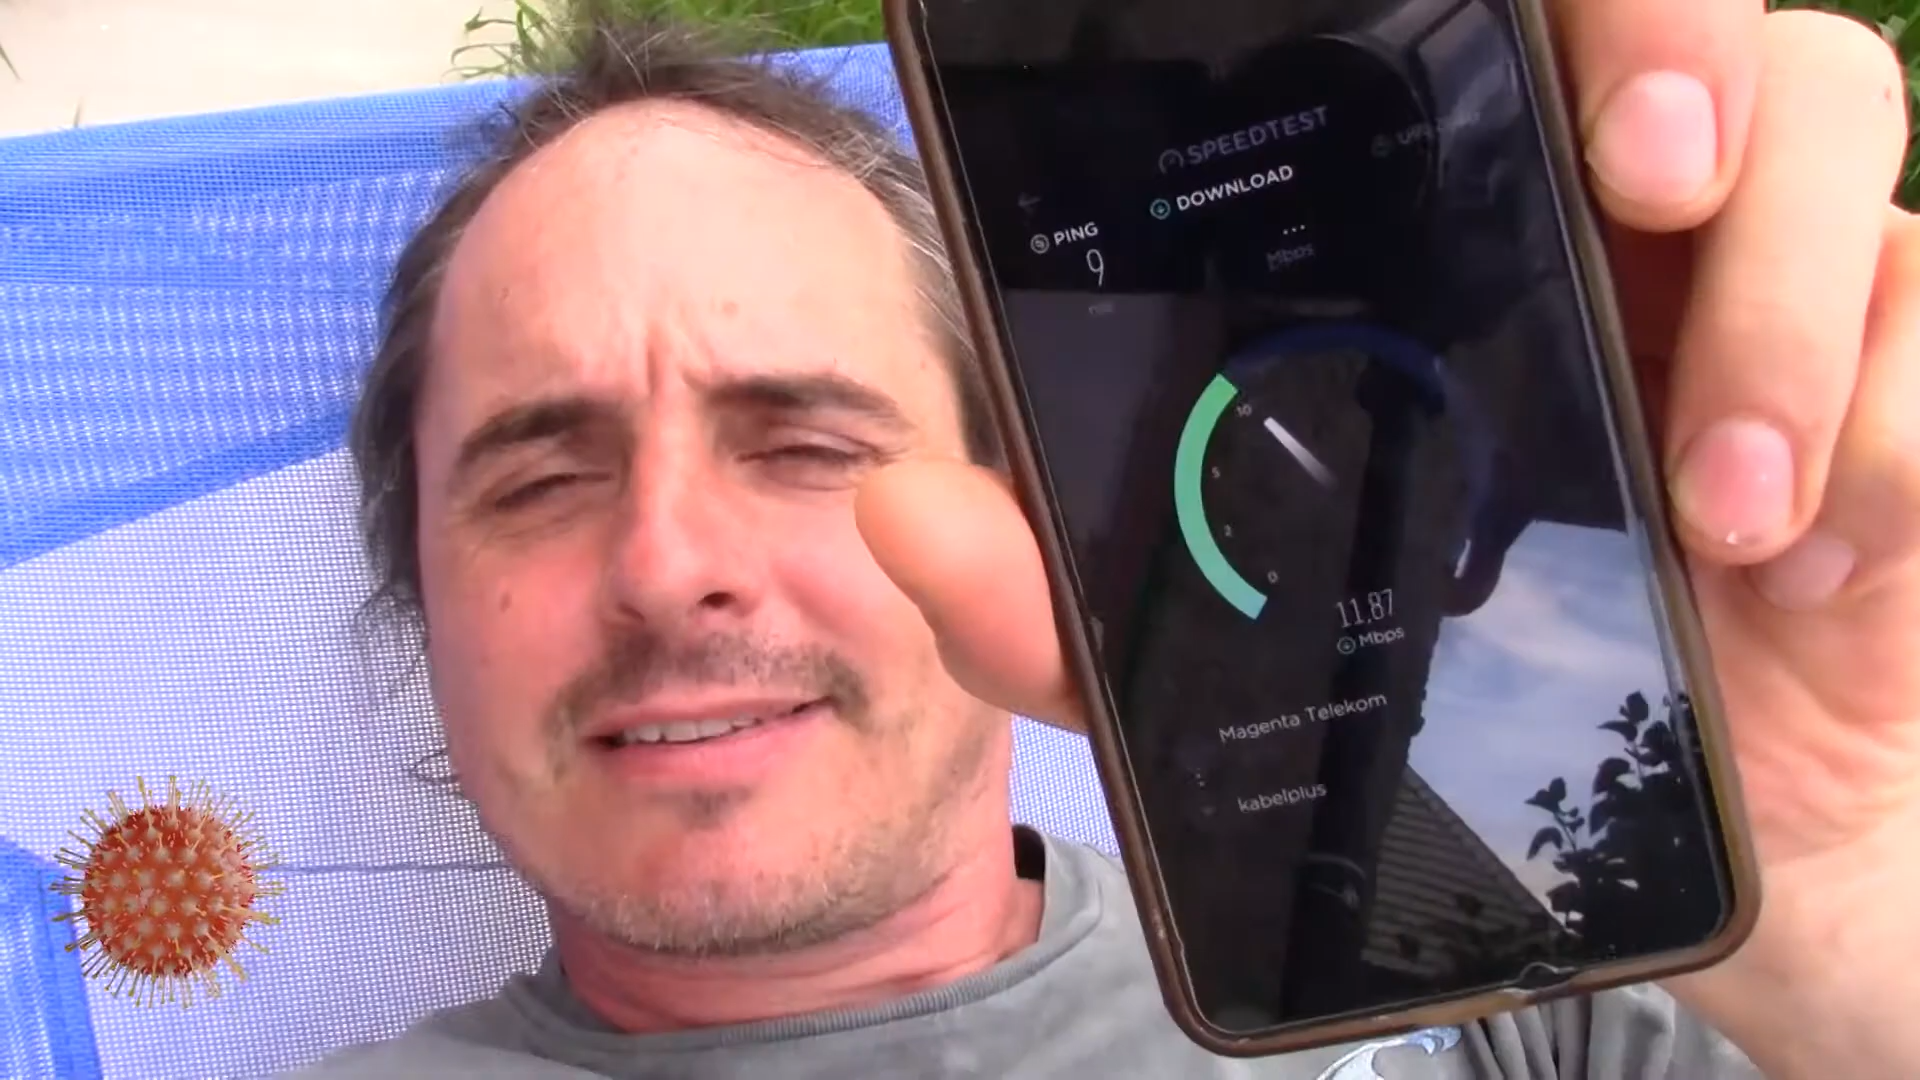 SPEEDTEST
PING
9
DOWNLOAD
...
Mbps
10
5
2
0
11.87
Mbps
Magenta Telekom
kabelplus